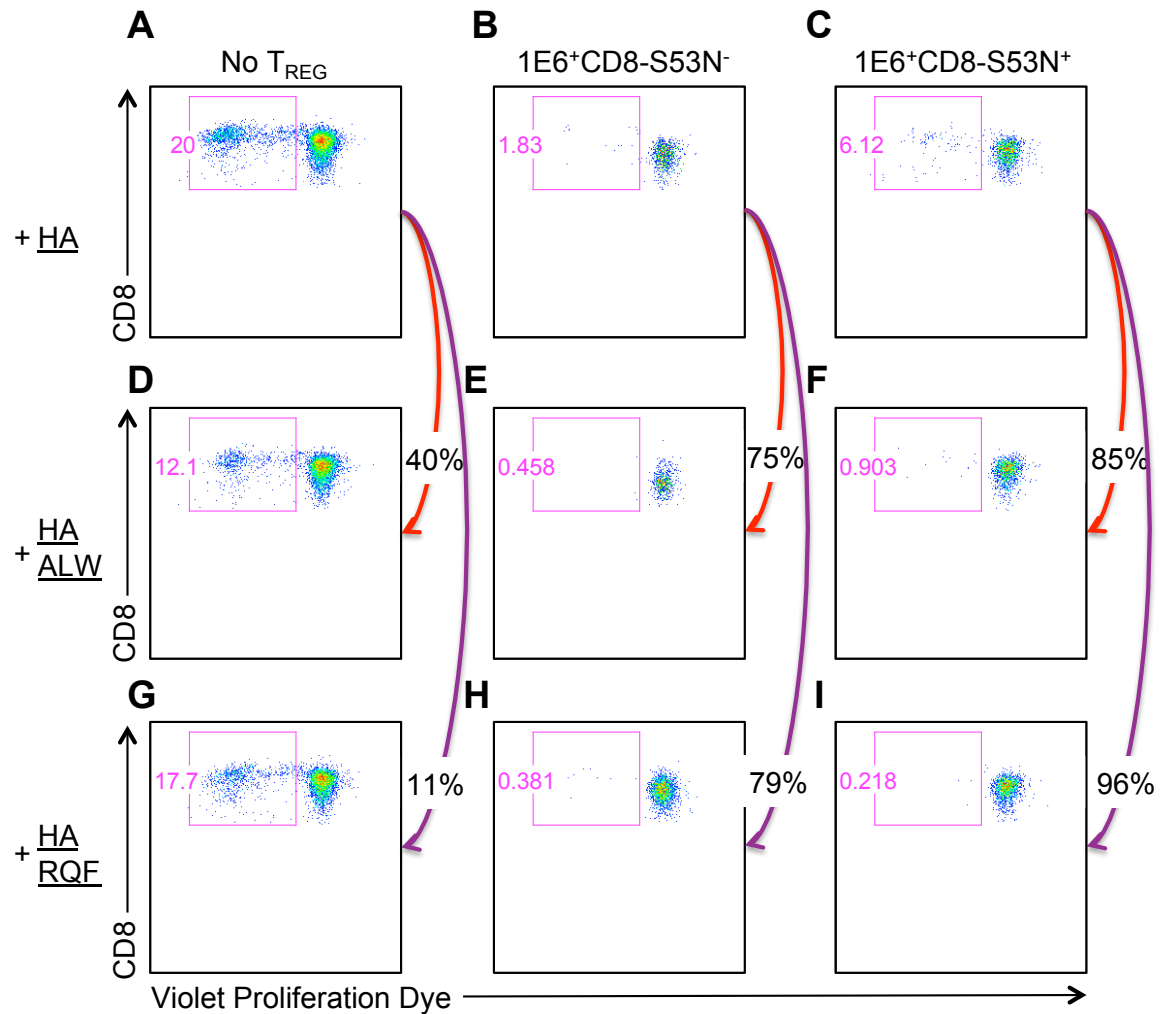 A
B
C
No TREG
1E6+CD8-S53N-
1E6+CD8-S53N+
20
1.83
6.12
+ HA
CD8
D
E
F
12.1
40%
0.458
75%
0.903
85%
+ HA
ALW
CD8
G
H
I
17.7
11%
0.381
79%
0.218
96%
+ HA
RQF
CD8
Violet Proliferation Dye